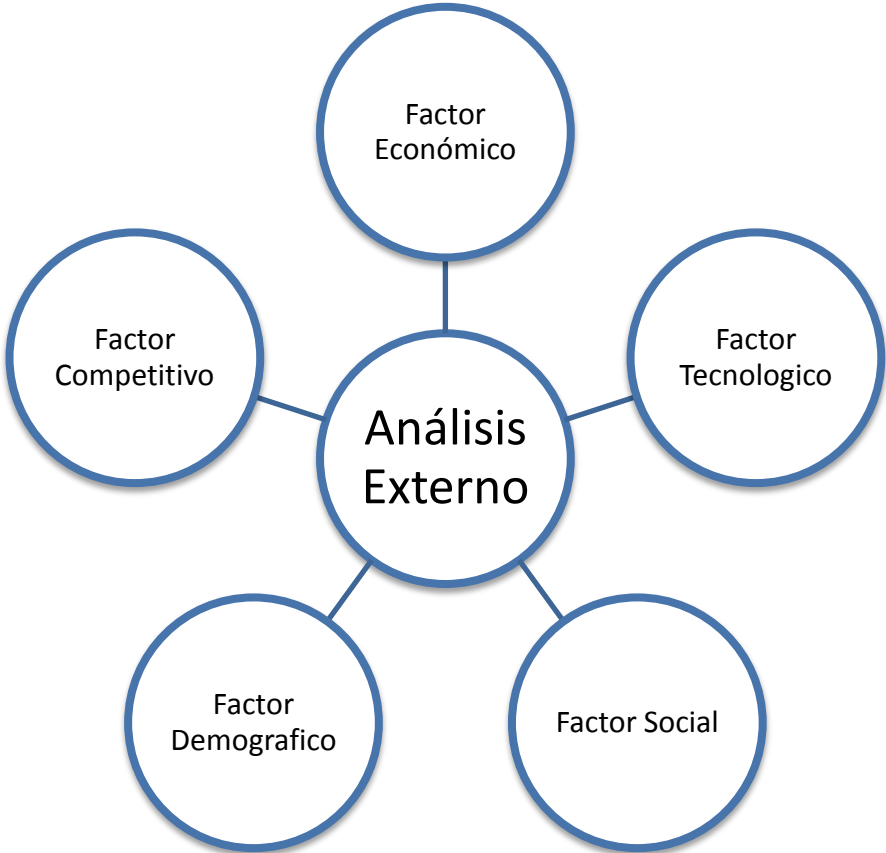 Factor
Económico
Factor
Competitivo
Factor
Tecnologico
Análisis
Externo
Factor
Demografico
Factor Social